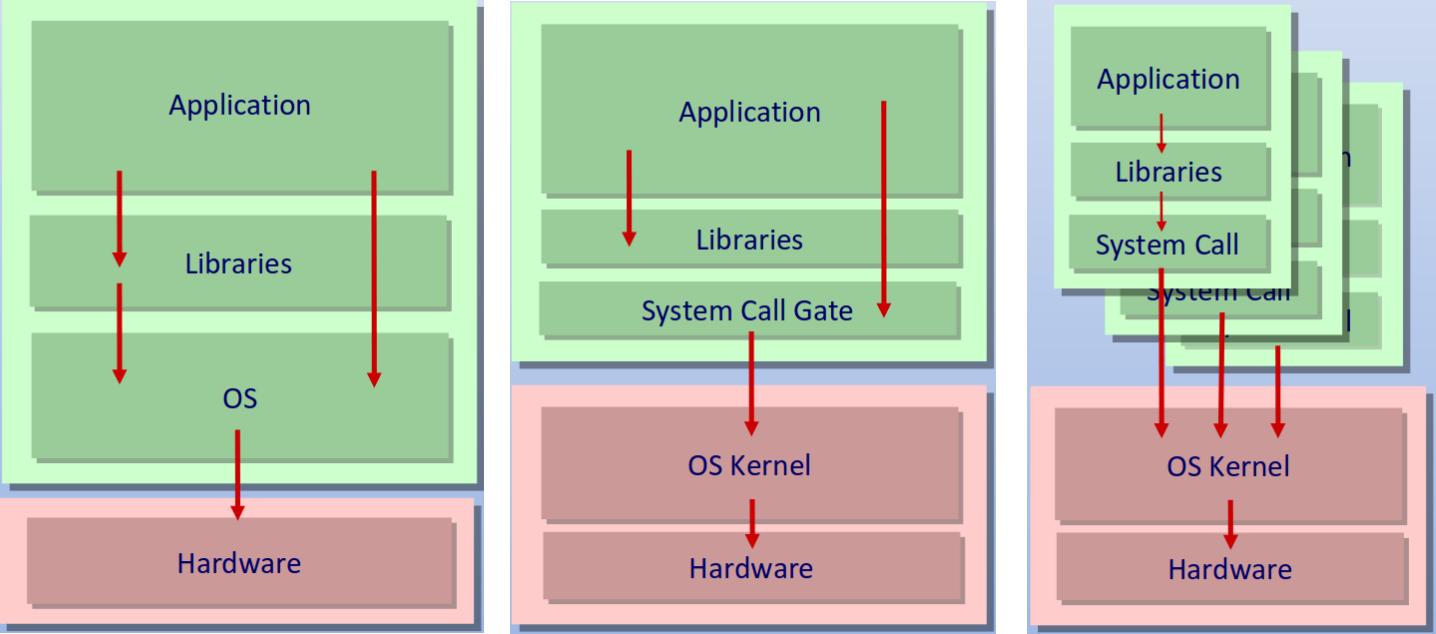 Application
Libraries
OS
Hardware
Application
Libraries
System Call Gate
OS Kernel
Hardware
Application
Libraries
System Call
System Call
OS Kernel
Hardware